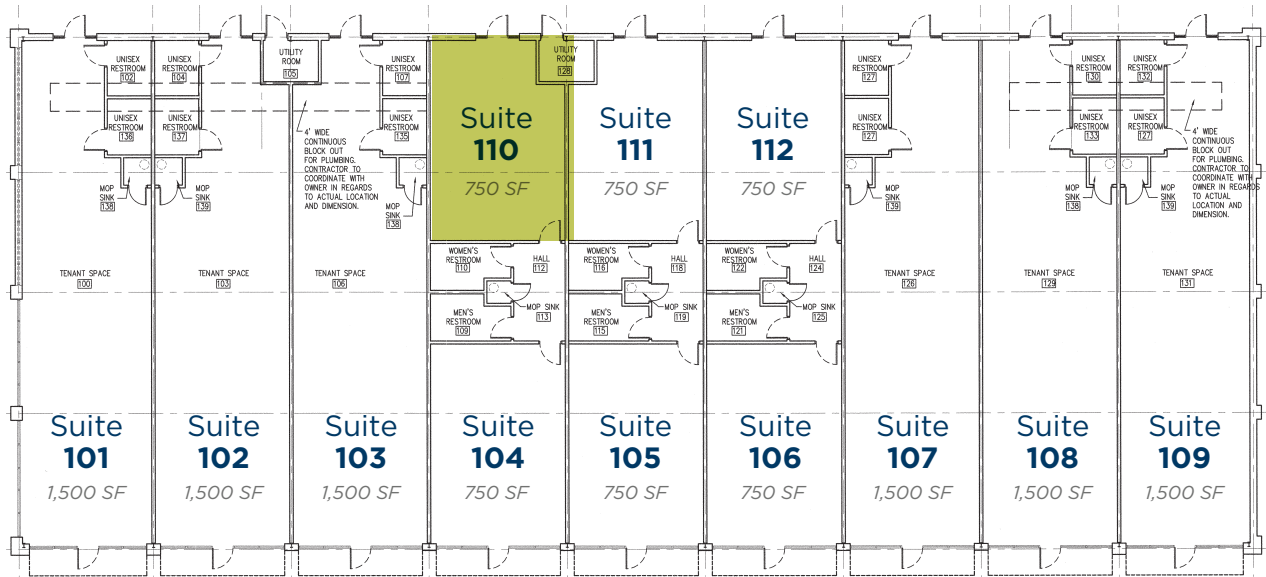 UNISEX
RESTROOM
102
UNISEX
RESTROOM
104
UTILITY
ROOM
105
UNISEX
RESTROOM
107
UTILITY
ROOM
128
UNISEX
RESTROOM
127
UNISEX
RESTROOM
130
UNISEX
RESTROOM
132
UNISEX
RESTROOM
136
UNISEX
RESTROOM
137
4' WIDE
CONTINUOUS
BLOCK OUT
FOR PLUMBING.
CONTRACTOR TO
COORDINATE WITH
OWNER IN REGARDS
TO ACTUAL LOCATION
AND DIMENSION.
UNISEX
RESTROOM
135
Suite
110
750 SF
Suite
111
750 SF
Suite
112
750 SF
UNISEX
RESTROOM
127
UNISEX
RESTROOM
133
UNISEX
RESTROOM
127
4' WIDE
CONTINUOUS
BLOCK OUT
FOR PLUMBING.
CONTRACTOR TO
COORDINATE WITH
OWNER IN REGARDS
TO ACTUAL LOCATION
AND DIMENSION.
MOP
SINK
138
MOP
SINK
139
MOP
SINK
138
MOP
SINK
139
MOP
SINK
138
MOP
SINK
139
TENANT SPACE
100
TENANT SPACE
103
TENANT SPACE
106
WOMEN'S
RESTROOM
110
HALL
112
MOP SINK
113
MEN'S
RESTROOM
109
WOMEN'S
RESTROOM
116
HALL
118
MOP SINK
119
MEN'S
RESTROOM
115
WOMEN'S
RESTROOM
122
HALL
124
MOP SINK
125
MEN'S
RESTROOM
121
TENANT SPACE
126
TENANT SPACE
129
TENANT SPACE
131
Suite
101
1,500 SF
Suite
102
1,500 SF
Suite
103
1,500 SF
Suite
104
750 SF
Suite
105
750 SF
Suite
106
750 SF
Suite
107
1,500 SF
Suite
108
1,500 SF
Suite
109
1,500 SF